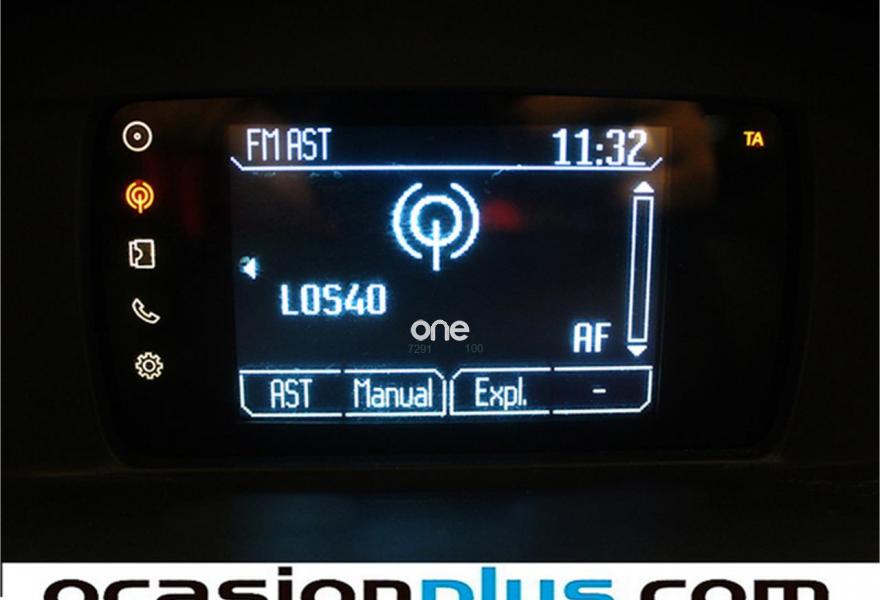 FM AST 11:32 TA
LOS40
one
7291 100
AF
AST Manual Expl. -
ocasionplus.com